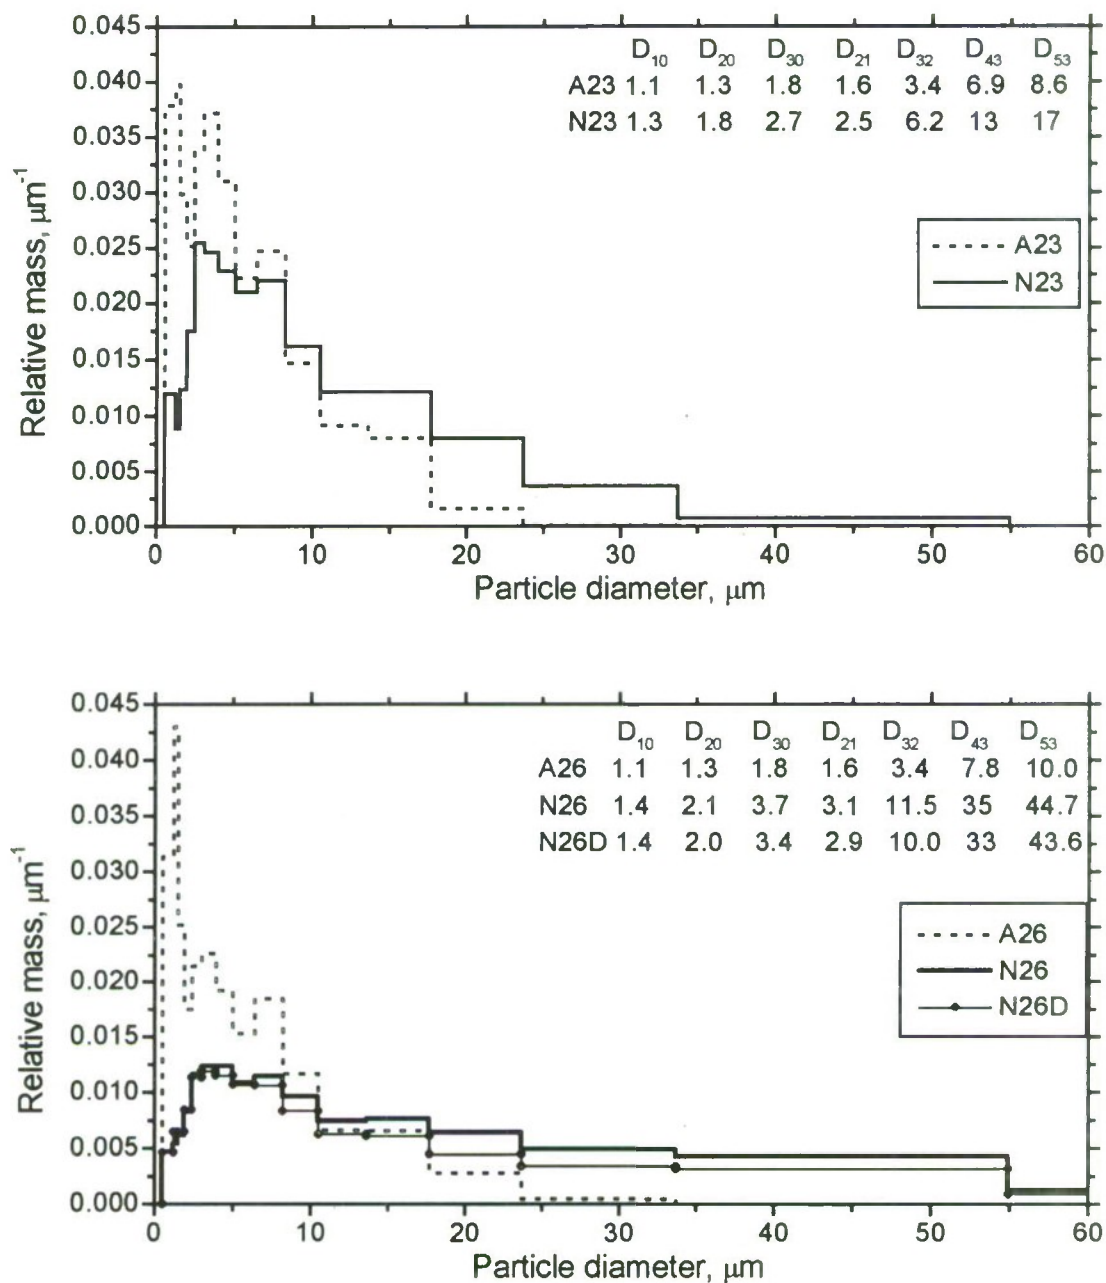 D10 D20 D30 D21 D32 D43 D53
A23 1.1 1.3 1.8 1.6 3.4 6.9 8.6
N23 1.3 1.8 2.7 2.5 6.2 13 17
A23
N23
Relative mass, μm-1
0.045
0.040
0.035
0.030
0.025
0.020
0.015
0.010
0.005
0.000
0 10 20 30 40 50 60
Particle diameter, μm
D10 D20 D30 D21 D32 D43 D53
A26 1.1 1.3 1.8 1.6 3.4 7.8 10.0
N26 1.4 2.1 3.7 3.1 11.5 35 44.7
N26D 1.4 2.0 3.4 2.9 10.0 33 43.6
A26
N26
N26D
Relative mass, μm-1
0.045
0.040
0.035
0.030
0.025
0.020
0.015
0.010
0.005
0.000
0 10 20 30 40 50 60
Particle diameter, μm